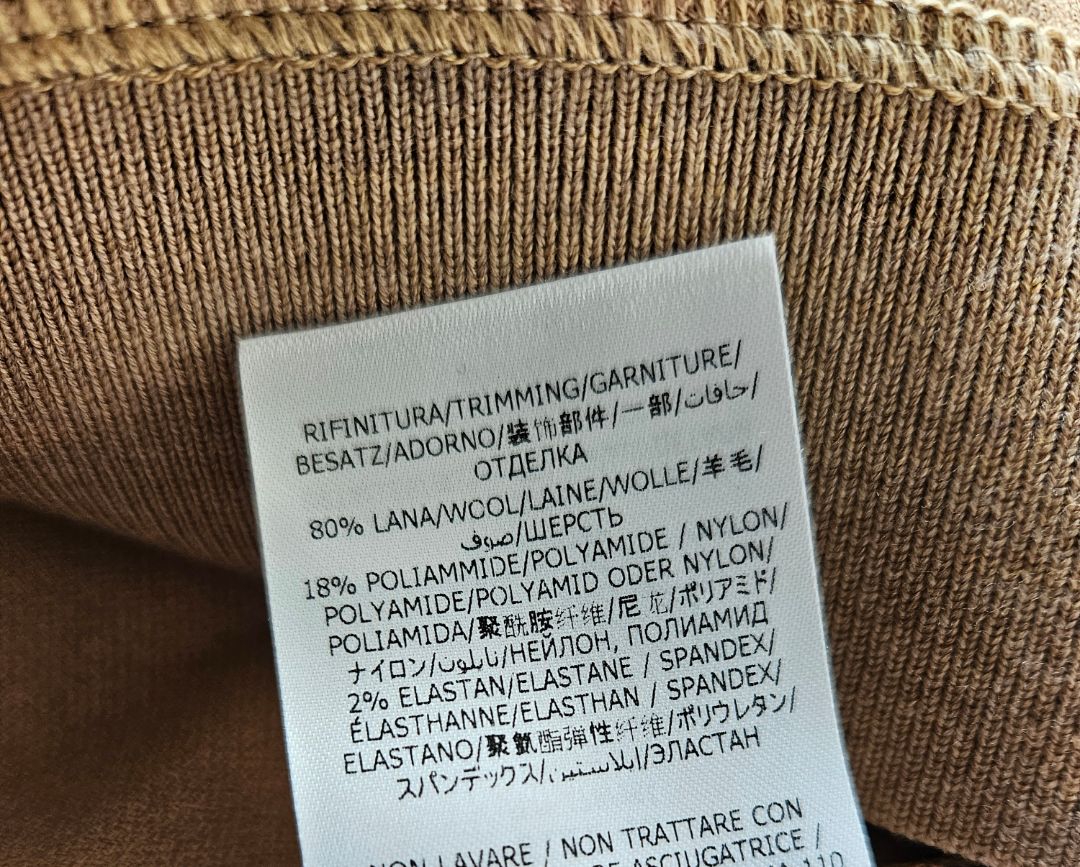 RIFINITURA/TRIMMING/GARNITURE/
BESATZ/ADORNO/装饰部件/一部/حافات/
ОТДЕЛКА
80% LANA/WOOL/LAINE/WOLLE/羊毛/
صوف/ШЕРСТЬ
18% POLIAMMIDE/POLYAMIDE / NYLON/
POLYAMIDE/POLYAMID ODER NYLON/
POLIAMIDA/聚酰胺纤维/尼龙/ポリアミド/
ナイロン/نايلون/НЕЙЛОН, ПОЛИАМИД
2% ELASTAN/ELASTANE / SPANDEX/
ÉLASTHANNE/ELASTHAN / SPANDEX/
ELASTANO/聚氨酯弹性纤维/ポリウレタン/
スパンデックス/ايلاستين/ЭЛАСТАН
NON LAVARE / NON TRATTARE CON
ASCIUGATRICE /
110